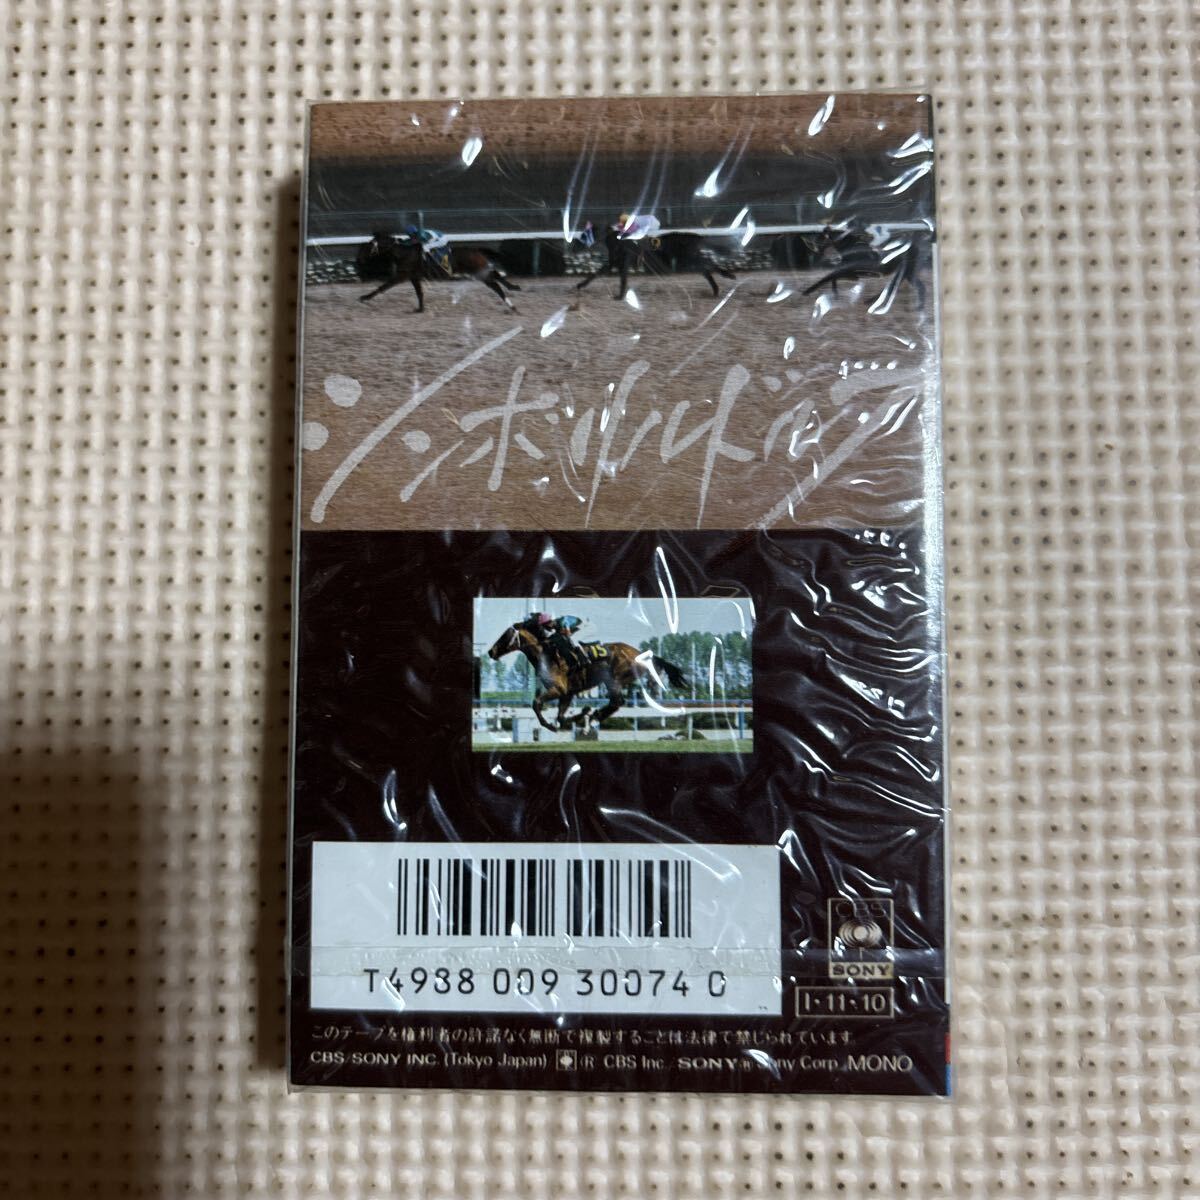 シンボリルドルフ
15
T4988 009 30074 0
CBS
SONY
I・11・10
このテープを権利者の許諾なく無断で複製することは法律で禁じられています。
CBS/SONY INC. (Tokyo Japan) Ⓡ CBS Inc. SONY® Sony Corp. MONO